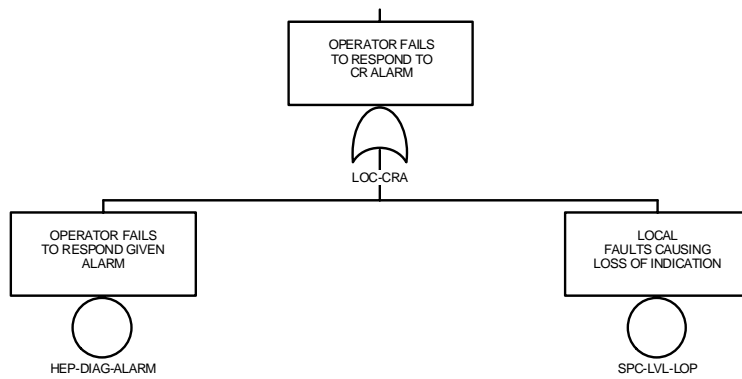 OPERATOR FAILS
TO RESPOND TO
CR ALARM
LOC-CRA
OPERATOR FAILS
TO RESPOND GIVEN
ALARM
HEP-DIAG-ALARM
LOCAL
FAULTS CAUSING
LOSS OF INDICATION
SPC-LVL-LOP